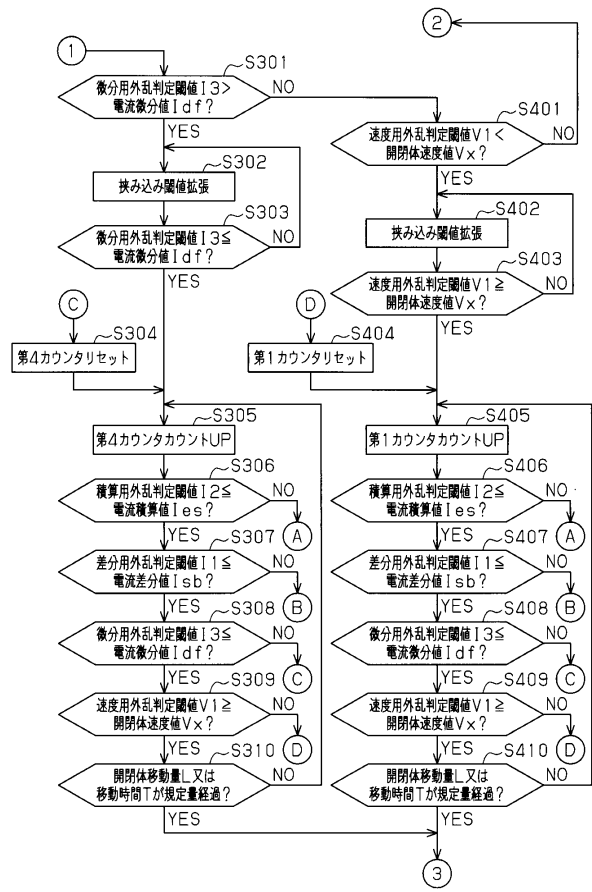 1
S301
微分用外乱判定閾値I3>
電流微分値Idf?
NO
YES
S302
挟み込み閾値拡張
S303
微分用外乱判定閾値I3≦
電流微分値Idf?
NO
YES
C
S304
第4カウンタリセット
S305
第4カウンタカウントUP
S306
積算用外乱判定閾値I2≦
電流積算値Ies?
NO
A
YES
S307
差分用外乱判定閾値I1≦
電流差分値Isb?
NO
B
YES
S308
微分用外乱判定閾値I3≦
電流微分値Idf?
NO
C
YES
S309
速度用外乱判定閾値V1≧
開閉体速度値Vx?
NO
D
YES
S310
開閉体移動量L又は
移動時間Tが規定量経過?
NO
YES
2
S401
速度用外乱判定閾値V1<
開閉体速度値Vx?
NO
YES
S402
挟み込み閾値拡張
S403
速度用外乱判定閾値V1≧
開閉体速度値Vx?
NO
YES
D
S404
第1カウンタリセット
S405
第1カウンタカウントUP
S406
積算用外乱判定閾値I2≦
電流積算値Ies?
NO
A
YES
S407
差分用外乱判定閾値I1≦
電流差分値Isb?
NO
B
YES
S408
微分用外乱判定閾値I3≦
電流微分値Idf?
NO
C
YES
S409
速度用外乱判定閾値V1≧
開閉体速度値Vx?
NO
D
YES
S410
開閉体移動量L又は
移動時間Tが規定量経過?
NO
YES
3